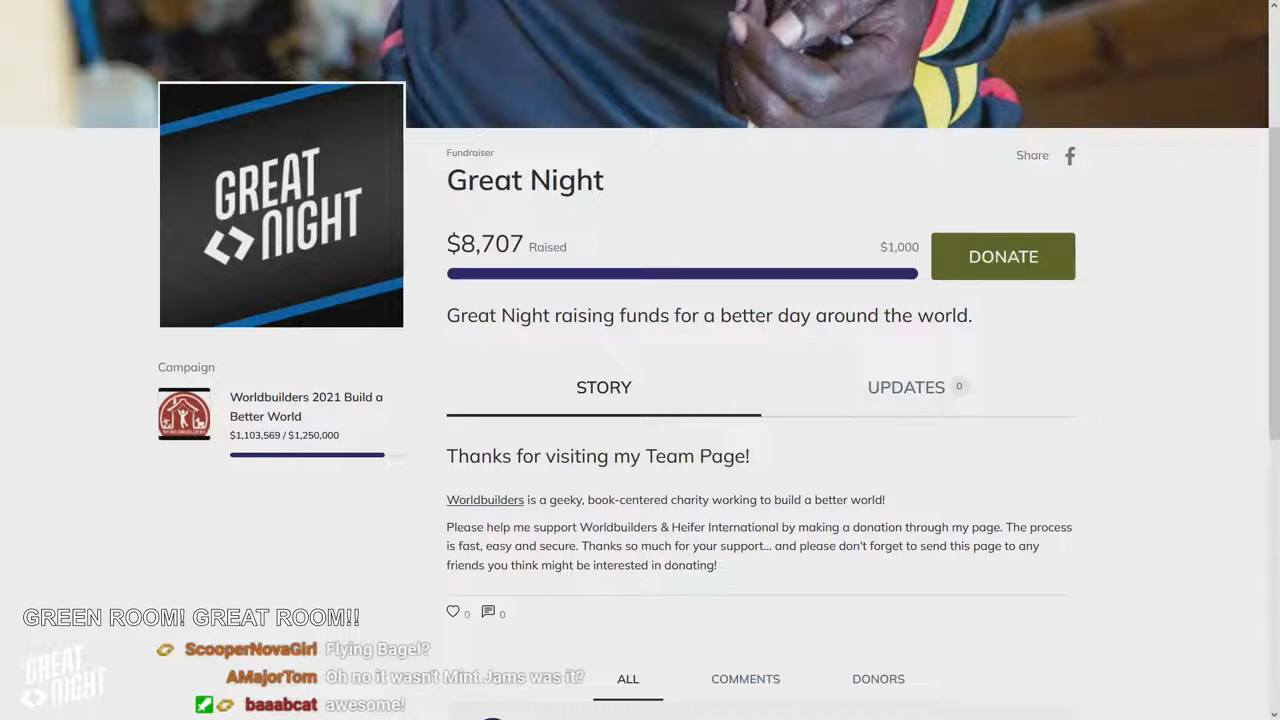 GREAT
NIGHT
Fundraiser
Share
Great Night
$8,707 Raised
$1,000
DONATE
Great Night raising funds for a better day around the world.
Campaign
Worldbuilders 2021 Build a
Better World
$1,103,569 / $1,250,000
STORY
UPDATES 0
Thanks for visiting my Team Page!
Worldbuilders is a geeky, book-centered charity working to build a better world!
Please help me support Worldbuilders & Heifer International by making a donation through my page. The process
is fast, easy and secure. Thanks so much for your support... and please don't forget to send this page to any
friends you think might be interested in donating!
0 0
GREEN ROOM! GREAT ROOM!!
ScooperNovaGirl Flying Bagel?
AMajorTom Oh no it wasn't Mint Jams was it?
baaabcat awesome!
GREAT
NIGHT
ALL
COMMENTS
DONORS